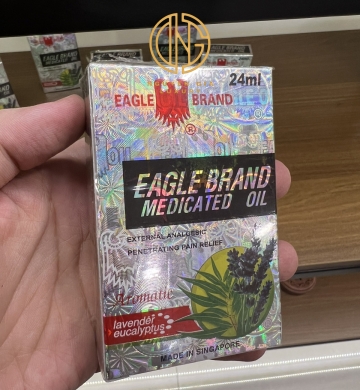 24ml
EAGLE BRAND
®
EAGLE BRAND
MEDICATED OIL
EXTERNAL ANALGESIC
PENETRATING PAIN RELIEF
Aromatic
lavender
eucalyptus
MADE IN SINGAPORE